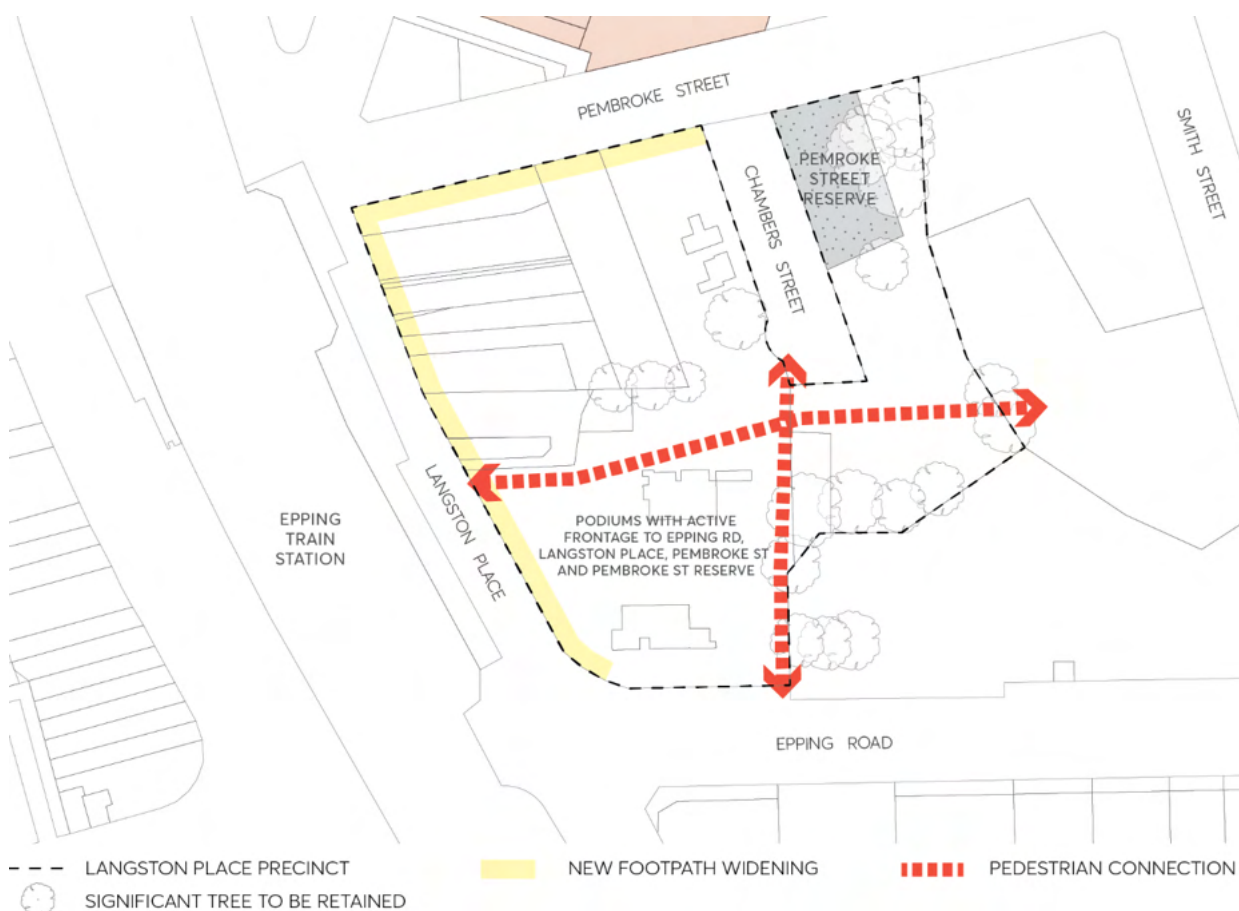 PEMBROKE STREET
SMITH STREET
PEMROKE
STREET
RESERVE
CHAMBERS STREET
LANGSTON PLACE
EPPING
TRAIN
STATION
PODIUMS WITH ACTIVE
FRONTAGE TO EPPING RD,
LANGSTON PLACE, PEMBROKE ST
AND PEMBROKE ST RESERVE
EPPING ROAD
LANGSTON PLACE PRECINCT
NEW FOOTPATH WIDENING
PEDESTRIAN CONNECTION
SIGNIFICANT TREE TO BE RETAINED